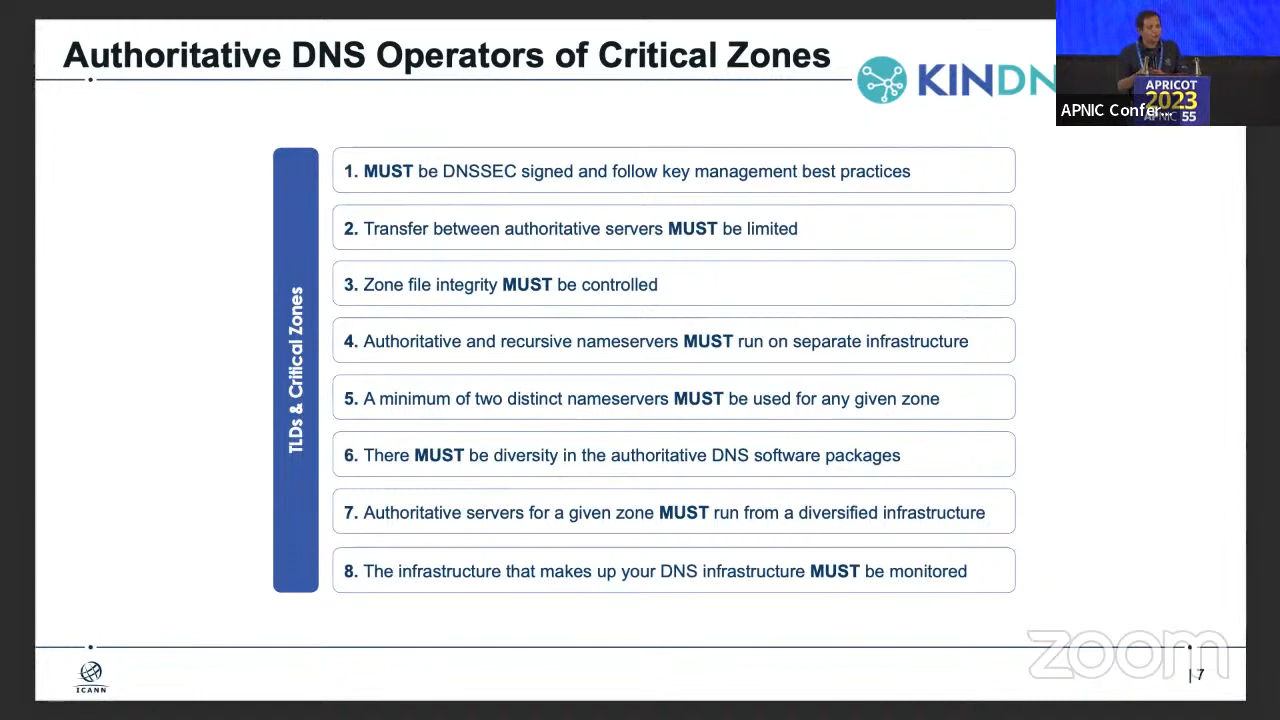 Authoritative DNS Operators of Critical Zones
KINDN
APRICOT
2023
APNIC 55
APNIC Confer...
TLDs & Critical Zones
1. MUST be DNSSEC signed and follow key management best practices
2. Transfer between authoritative servers MUST be limited
3. Zone file integrity MUST be controlled
4. Authoritative and recursive nameservers MUST run on separate infrastructure
5. A minimum of two distinct nameservers MUST be used for any given zone
6. There MUST be diversity in the authoritative DNS software packages
7. Authoritative servers for a given zone MUST run from a diversified infrastructure
8. The infrastructure that makes up your DNS infrastructure MUST be monitored
ICANN
zoom
| 7